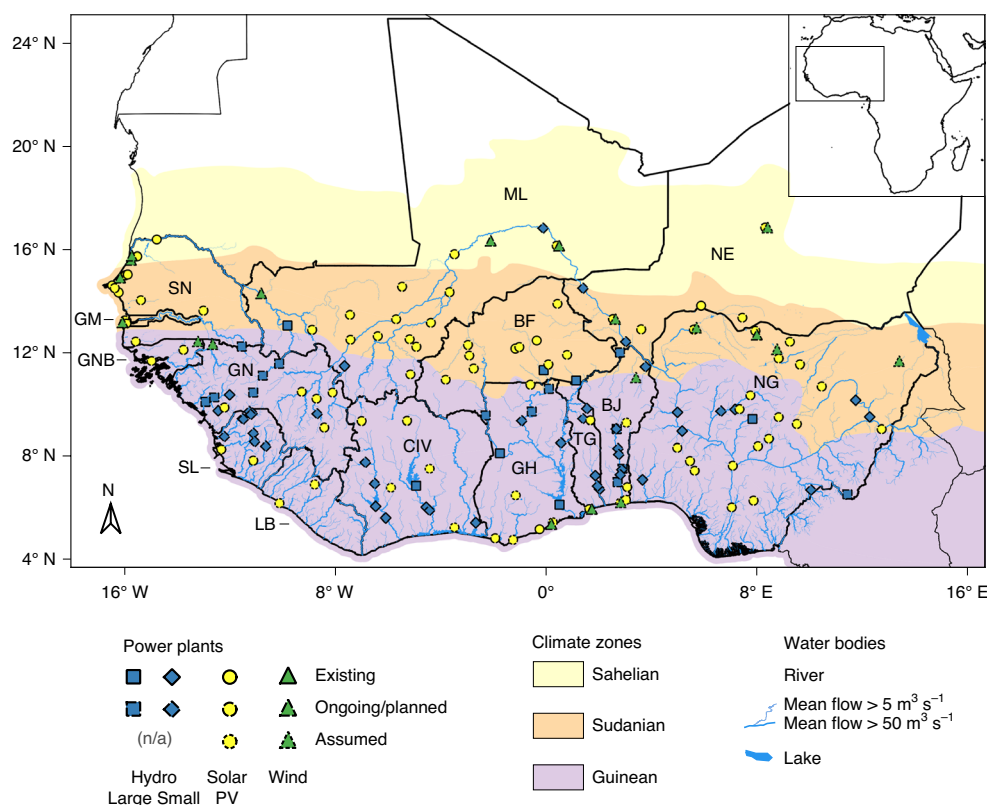 24° N
20° N
16° N
12° N
8° N
4° N
ML
NE
SN
GM
BF
GNB
GN
NG
BJ
CIV
TG
GH
SL
LB
N
16° W
8° W
0°
8° E
16° E
Power plants
Existing
Ongoing/planned
(n/a)
Assumed
Hydro
Large Small
Solar
PV
Wind
Climate zones
Sahelian
Sudanian
Guinean
Water bodies
River
Mean flow > 5 m³ s⁻¹
Mean flow > 50 m³ s⁻¹
Lake